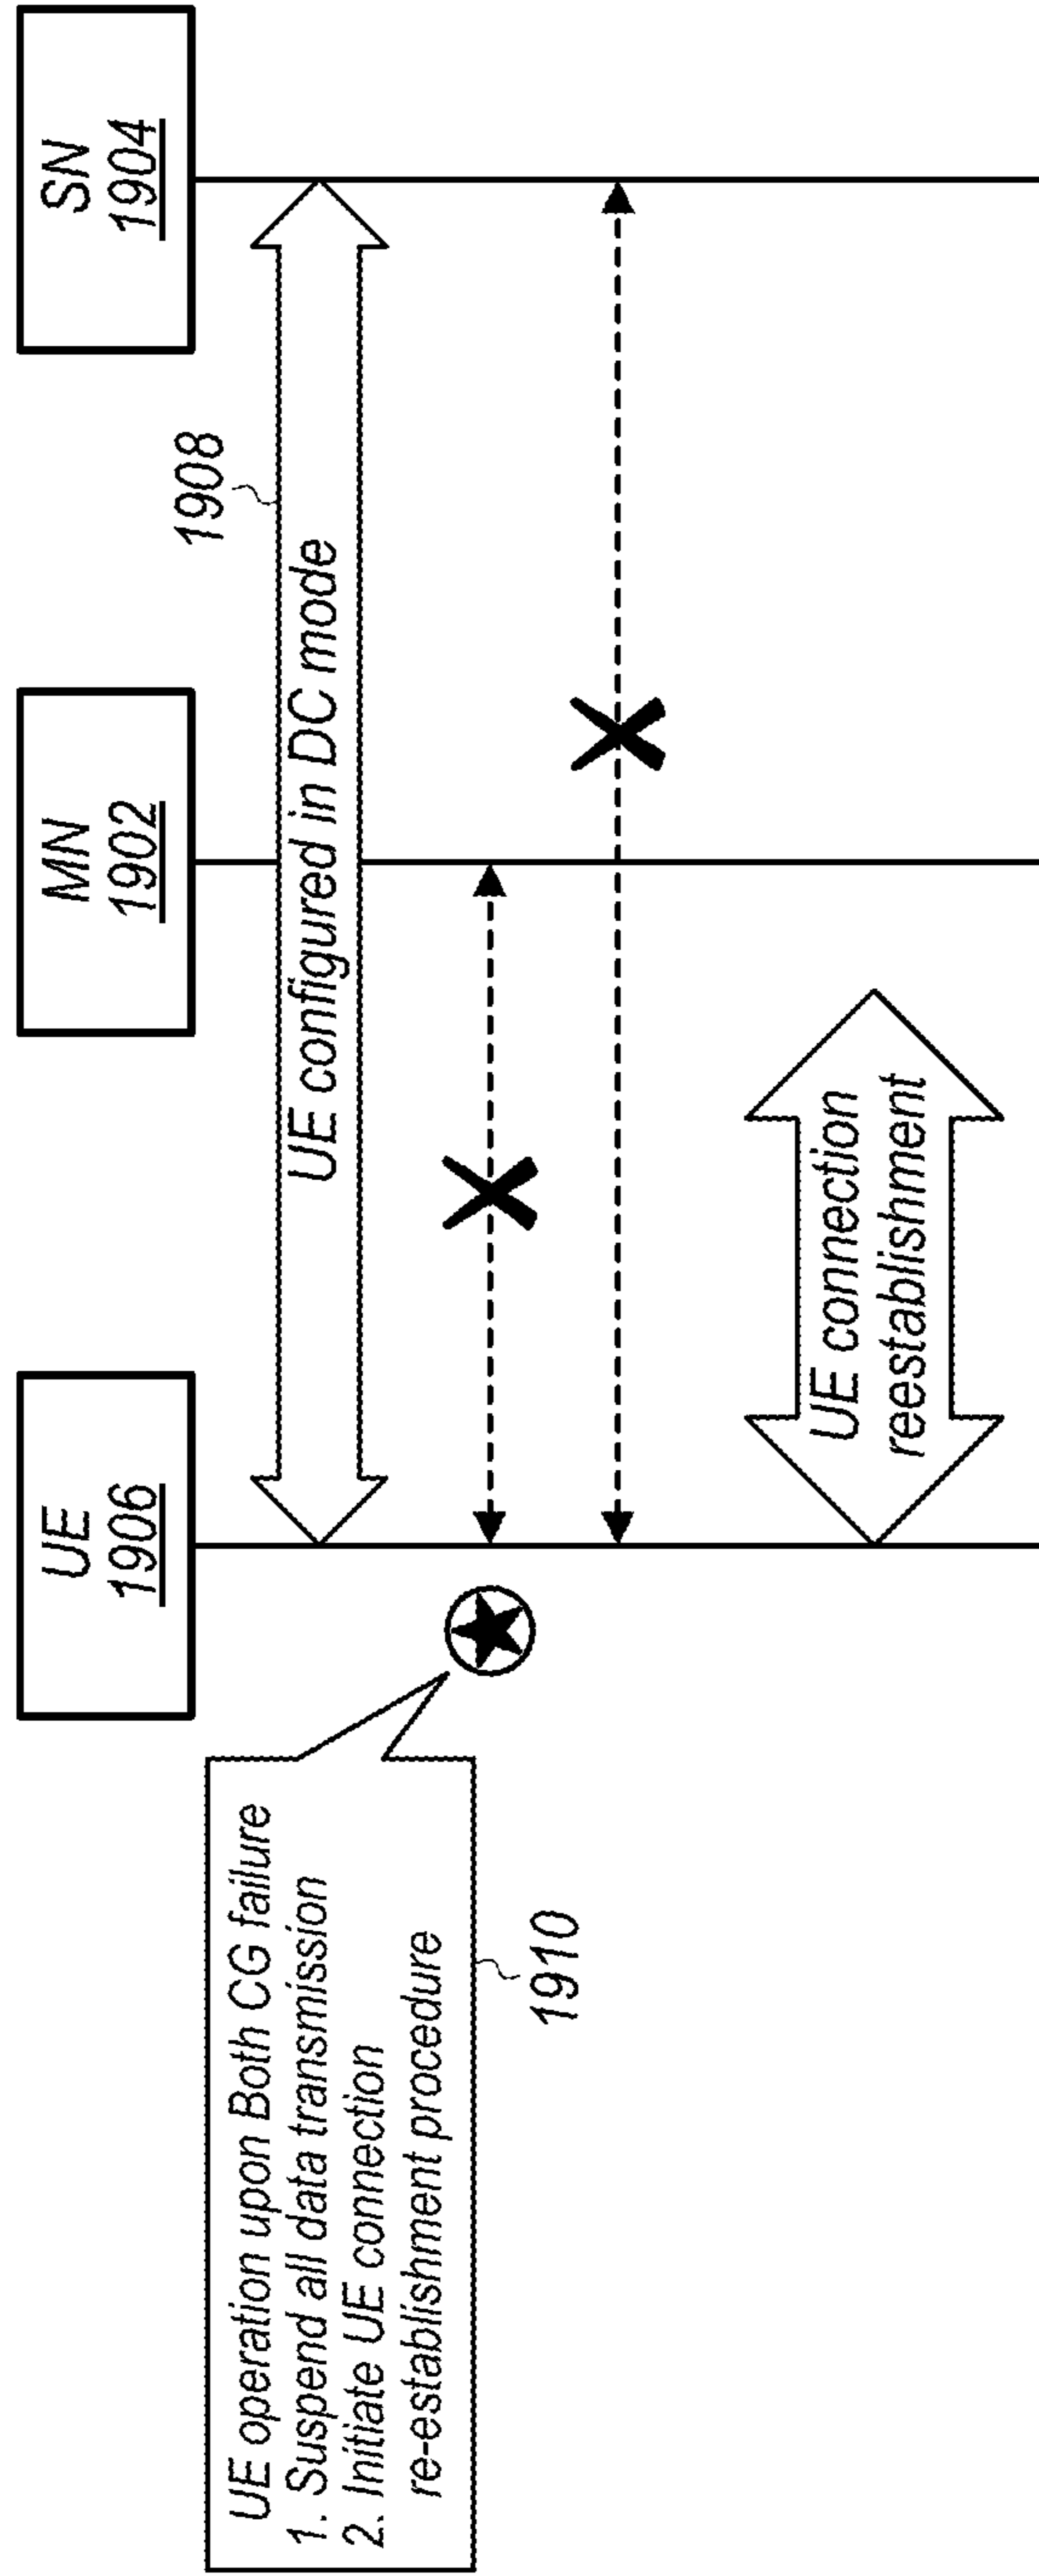 UE
1906
MN
1902
SN
1904
1908
UE configured in DC mode
UE operation upon Both CG failure
1. Suspend all data transmission
2. Initiate UE connection
re-establishment procedure
1910
UE connection
reestablishment